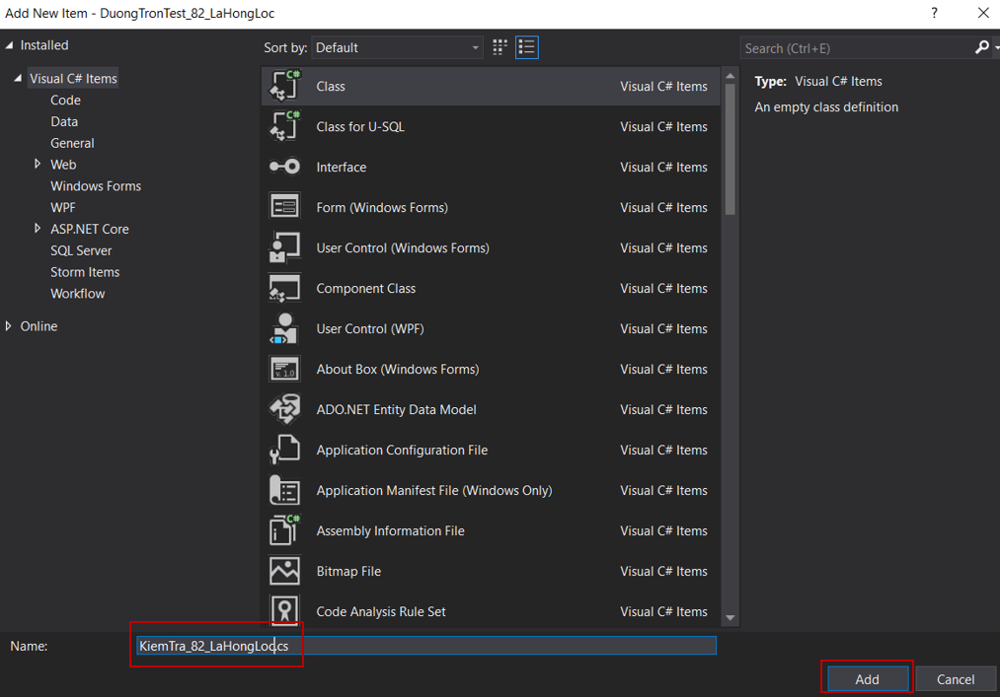 Add New Item - DuongTronTest_82_LaHongLoc
?
Installed
Visual C# Items
Code
Data
General
Web
Windows Forms
WPF
ASP.NET Core
SQL Server
Storm Items
Workflow
Online
Sort by: Default
Class Visual C# Items
Class for U-SQL Visual C# Items
Interface Visual C# Items
Form (Windows Forms) Visual C# Items
User Control (Windows Forms) Visual C# Items
Component Class Visual C# Items
User Control (WPF) Visual C# Items
About Box (Windows Forms) Visual C# Items
ADO.NET Entity Data Model Visual C# Items
Application Configuration File Visual C# Items
Application Manifest File (Windows Only) Visual C# Items
Assembly Information File Visual C# Items
Bitmap File Visual C# Items
Code Analysis Rule Set Visual C# Items
Search (Ctrl+E)
Type: Visual C# Items
An empty class definition
Name: KiemTra_82_LaHongLoc.cs
Add Cancel